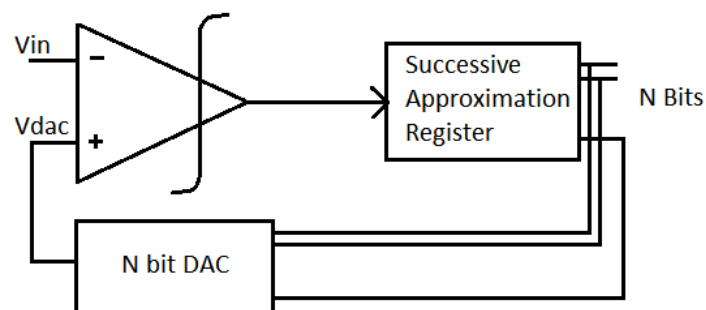 Vin
−
Vdac
+
Successive
Approximation
Register
N Bits
N bit DAC